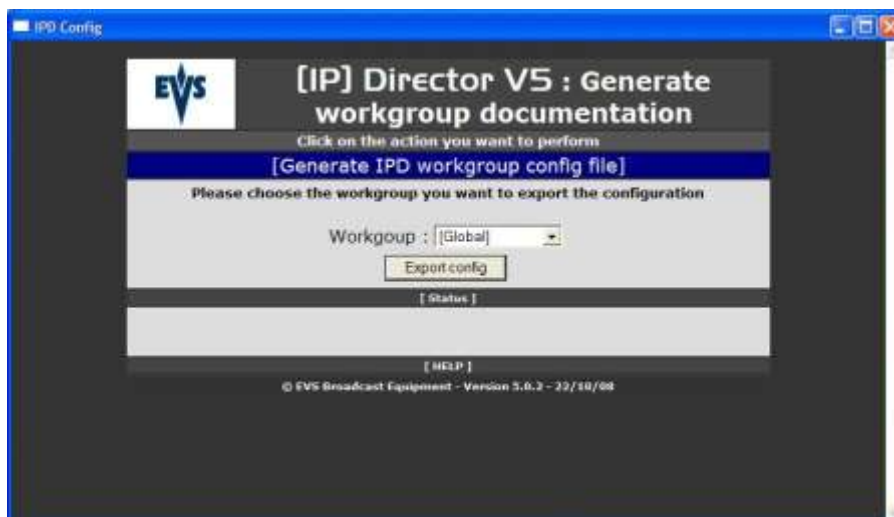 IPD Config
EVS
[IP] Director V5 : Generate
workgroup documentation
Click on the action you want to perform
[Generate IPD workgroup config file]
Please choose the workgroup you want to export the configuration
Workgoup : [Global]
Export config
[ Status ]
[ HELP ]
© EVS Broadcast Equipment - Version 5.0.2 - 22/10/08